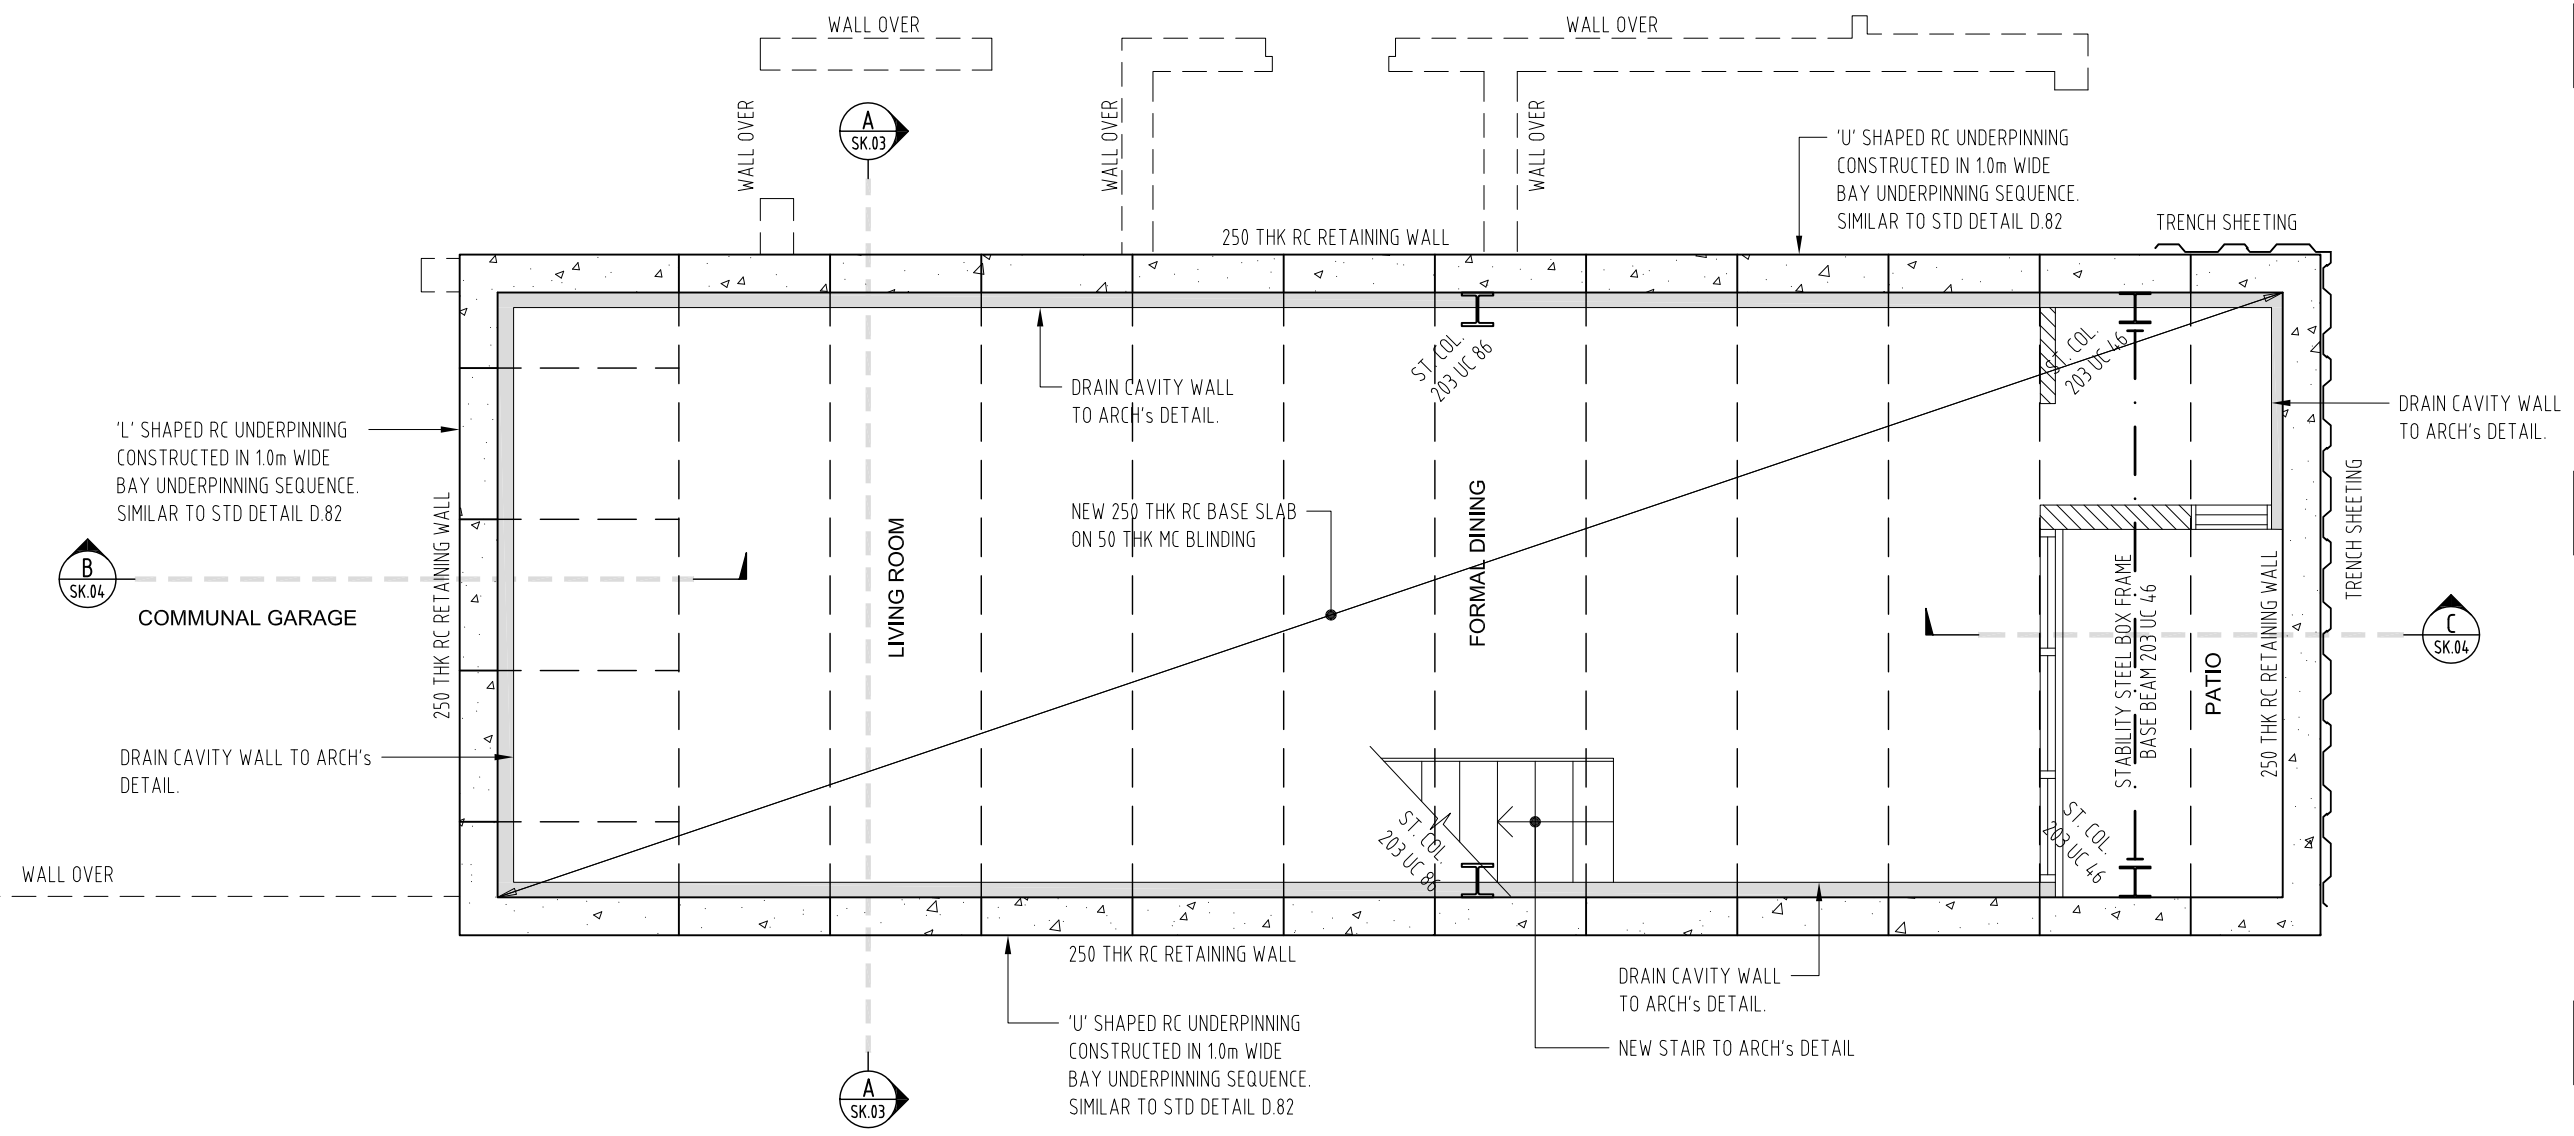 WALL OVER
WALL OVER
WALL OVER
A
SK.03
WALL OVER
WALL OVER
'U' SHAPED RC UNDERPINNING
CONSTRUCTED IN 1.0m WIDE
BAY UNDERPINNING SEQUENCE.
SIMILAR TO STD DETAIL D.82
TRENCH SHEETING
250 THK RC RETAINING WALL
ST. COL.
203 UC 86
ST. COL.
203 UC 46
DRAIN CAVITY WALL
TO ARCH's DETAIL.
DRAIN CAVITY WALL
TO ARCH's DETAIL.
'L' SHAPED RC UNDERPINNING
CONSTRUCTED IN 1.0m WIDE
BAY UNDERPINNING SEQUENCE.
SIMILAR TO STD DETAIL D.82
250 THK RC RETAINING WALL
NEW 250 THK RC BASE SLAB
ON 50 THK MC BLINDING
LIVING ROOM
FORMAL DINING
TRENCH SHEETING
B
SK.04
COMMUNAL GARAGE
STABILITY STEEL BOX FRAME
BASE BEAM 203 UC 46
PATIO
250 THK RC RETAINING WALL
C
SK.04
DRAIN CAVITY WALL TO ARCH's
DETAIL.
ST. COL.
203 UC 86
ST. COL.
203 UC 46
WALL OVER
250 THK RC RETAINING WALL
DRAIN CAVITY WALL
TO ARCH's DETAIL.
'U' SHAPED RC UNDERPINNING
CONSTRUCTED IN 1.0m WIDE
BAY UNDERPINNING SEQUENCE.
SIMILAR TO STD DETAIL D.82
NEW STAIR TO ARCH's DETAIL
A
SK.03